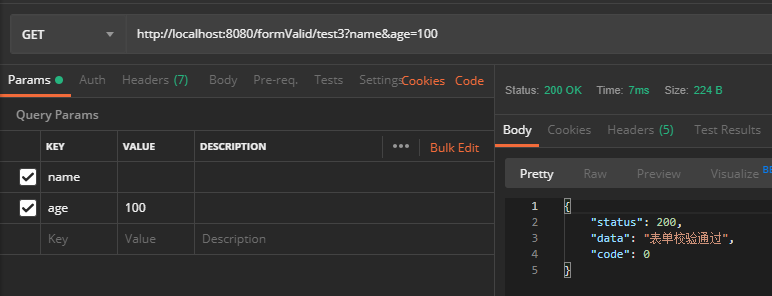 GET http://localhost:8080/formValid/test3?name&age=100
Params Auth Headers (7) Body Pre-req. Tests Settings Cookies Code
Query Params
KEY VALUE DESCRIPTION ••• Bulk Edit
name
age 100
Key Value Description
Status: 200 OK Time: 7ms Size: 224 B
Body Cookies Headers (5) Test Results
Pretty Raw Preview Visualize BE
1 {
2 "status": 200,
3 "data": "表单校验通过",
4 "code": 0
5 }